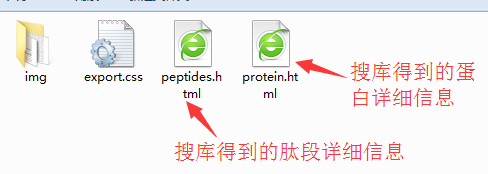 img
export.css
peptides.h
tml
protein.ht
ml
搜库得到的蛋
白详细信息
搜库得到的肽段详细信息